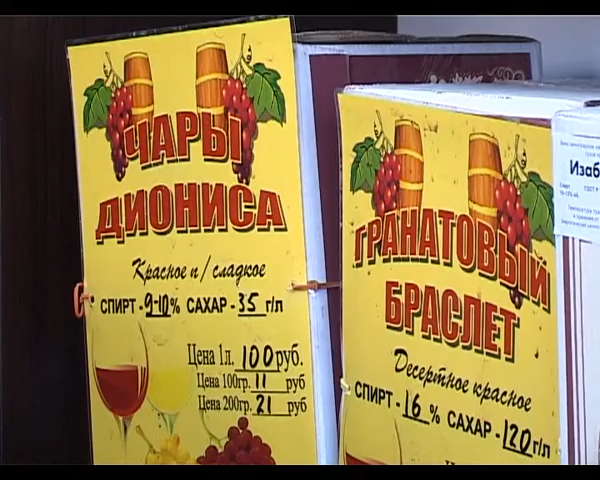 ЧАРЫ
ДИОНИСА
Красное п/сладкое
СПИРТ - 9-10% САХАР - 35 г/л
Цена 1л. 100 руб.
Цена 100гр. 11 руб
Цена 200гр. 21 руб
ГРАНАТОВЫЙ
БРАСЛЕТ
Десертное красное
СПИРТ - 16 % САХАР - 120 г/л
Изаб
ГОСТ Р